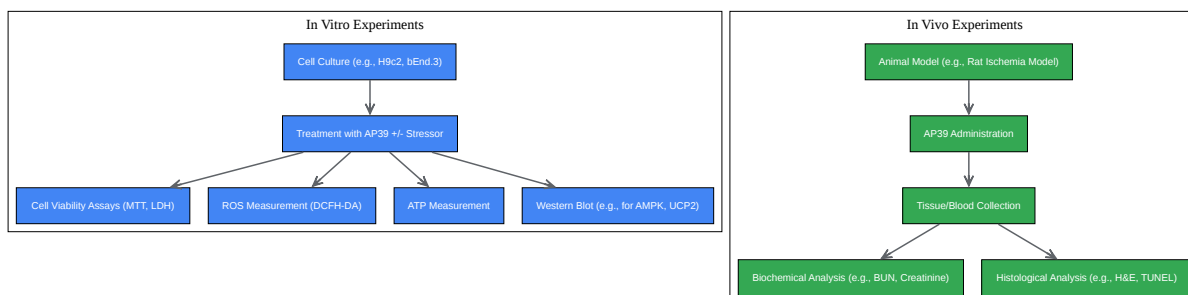 In Vitro Experiments
Cell Culture (e.g., H9c2, bEnd.3)
Treatment with AP39 +/- Stressor
Cell Viability Assays (MTT, LDH)
ROS Measurement (DCFH-DA)
ATP Measurement
Western Blot (e.g., for AMPK, UCP2)
In Vivo Experiments
Animal Model (e.g., Rat Ischemia Model)
AP39 Administration
Tissue/Blood Collection
Biochemical Analysis (e.g., BUN, Creatinine)
Histological Analysis (e.g., H&E, TUNEL)